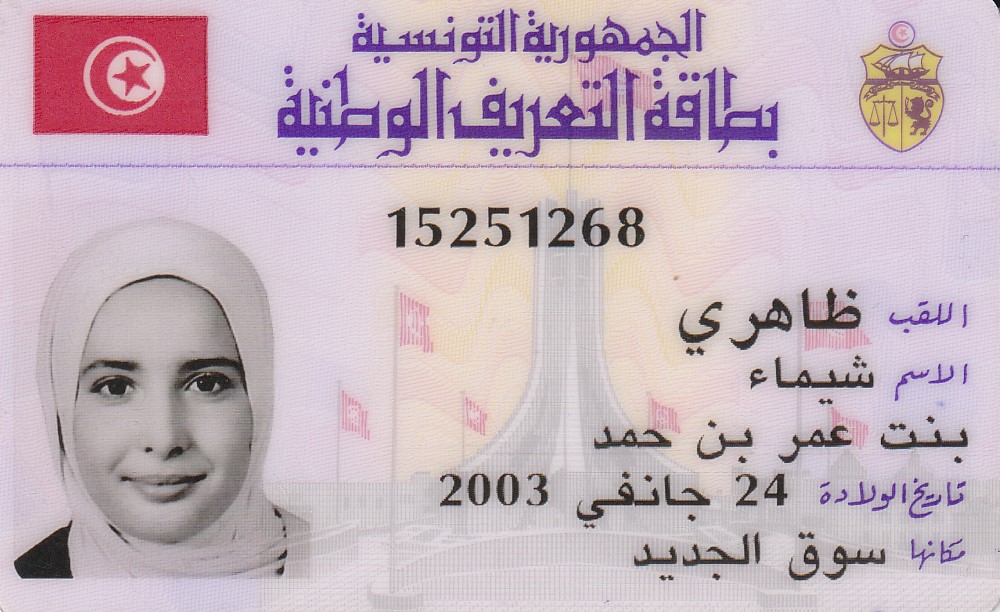 الجمهورية التونسية
بطاقة التعريف الوطنية
15251268
اللقب ظاهري
الاسم شيماء
بنت عمر بن حمد
تاريخ الولادة 24 جانفي 2003
مكانها سوق الجديد